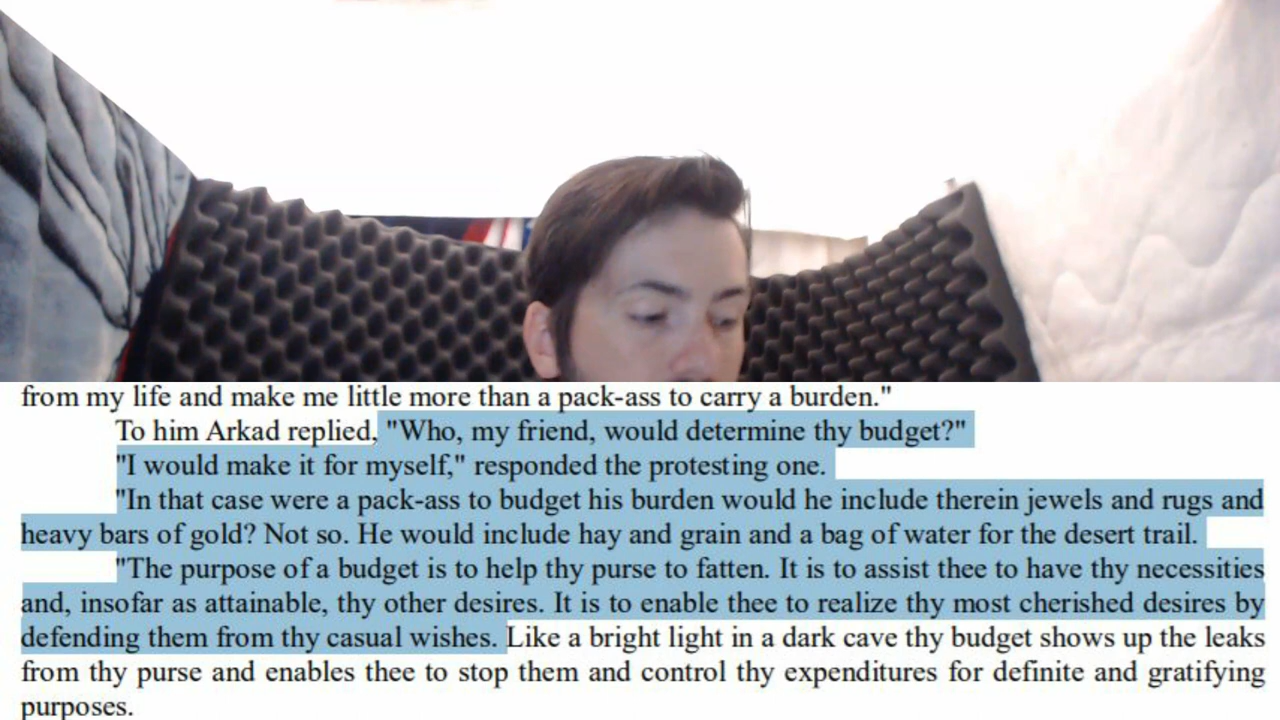 from my life and make me little more than a pack-ass to carry a burden."
To him Arkad replied, "Who, my friend, would determine thy budget?"
"I would make it for myself," responded the protesting one.
"In that case were a pack-ass to budget his burden would he include therein jewels and rugs and
heavy bars of gold? Not so. He would include hay and grain and a bag of water for the desert trail.
"The purpose of a budget is to help thy purse to fatten. It is to assist thee to have thy necessities
and, insofar as attainable, thy other desires. It is to enable thee to realize thy most cherished desires by
defending them from thy casual wishes. Like a bright light in a dark cave thy budget shows up the leaks
from thy purse and enables thee to stop them and control thy expenditures for definite and gratifying
purposes.